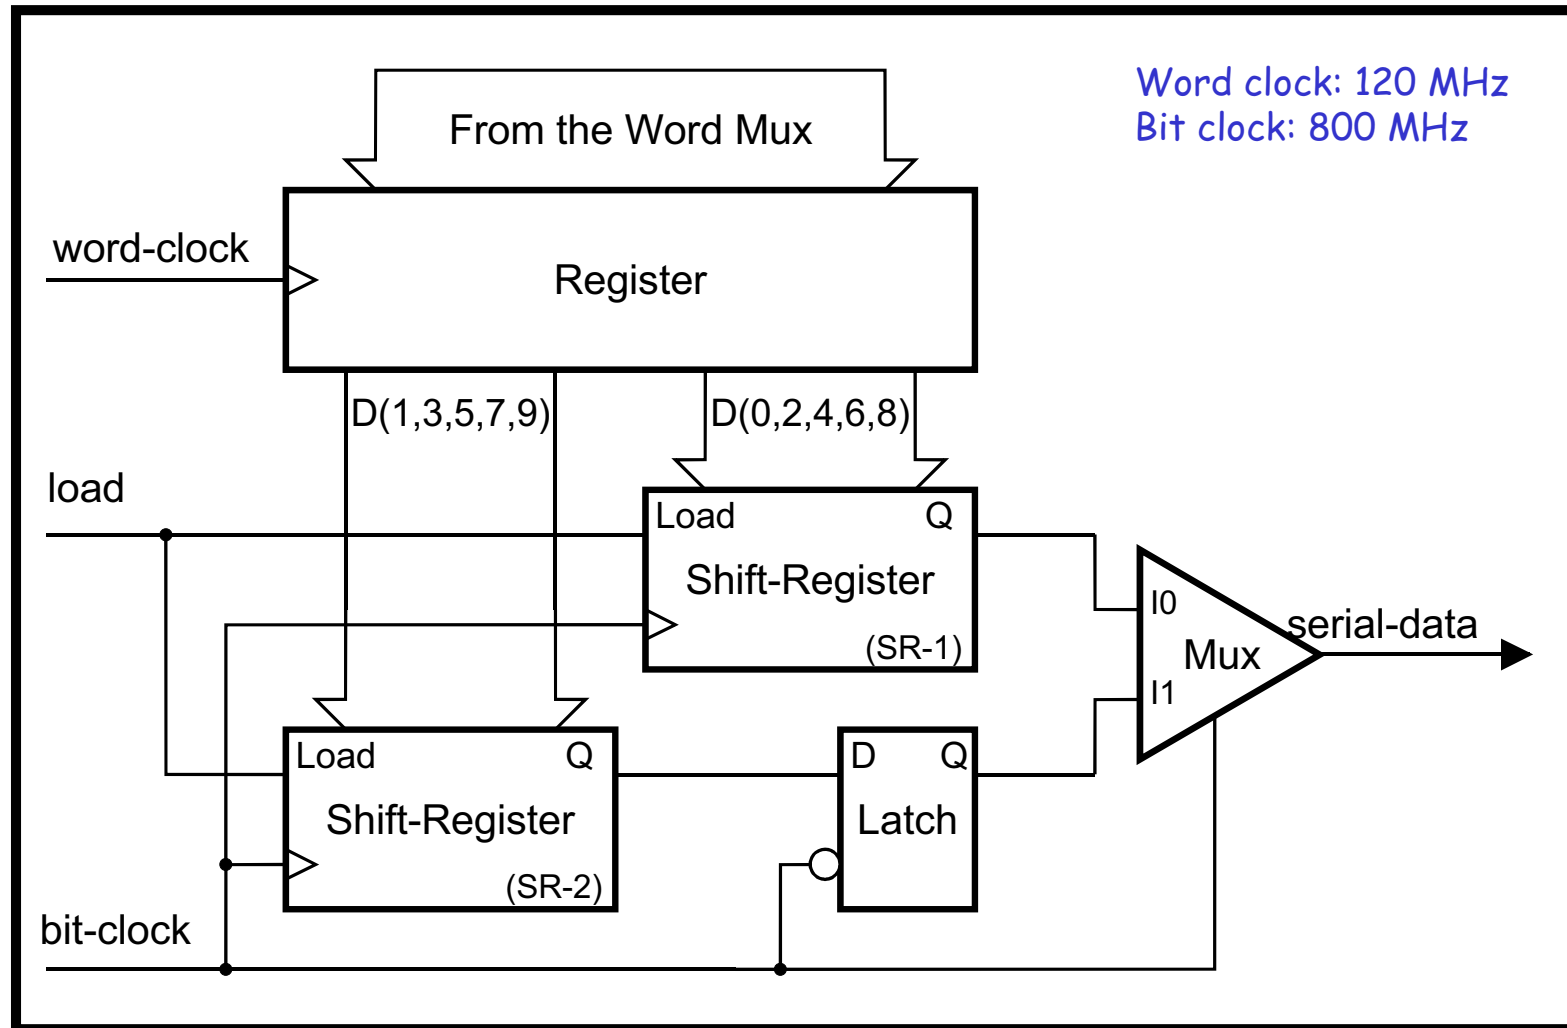 Word clock: 120 MHz
Bit clock: 800 MHz
From the Word Mux
word-clock
Register
D(1,3,5,7,9)
D(0,2,4,6,8)
load
Load
Q
Shift-Register
(SR-1)
I0
I1
Mux
serial-data
Load
Q
Shift-Register
(SR-2)
D
Q
Latch
bit-clock